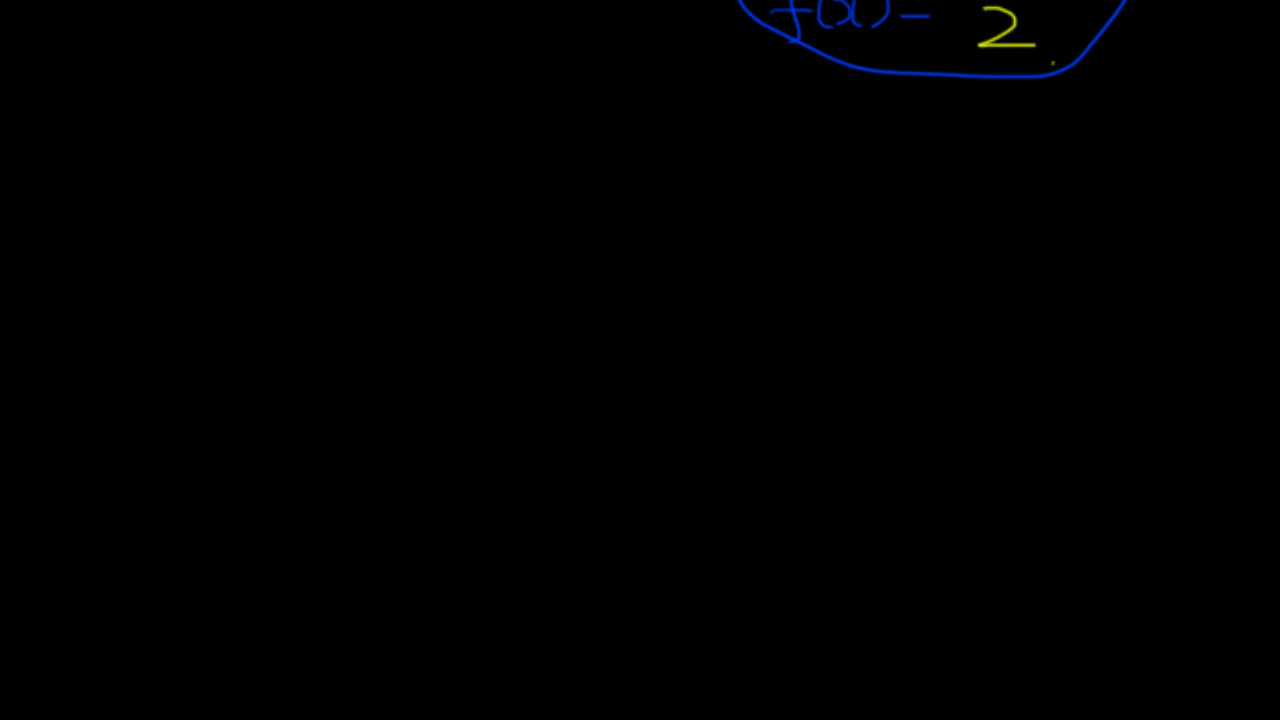 f(x) = 2